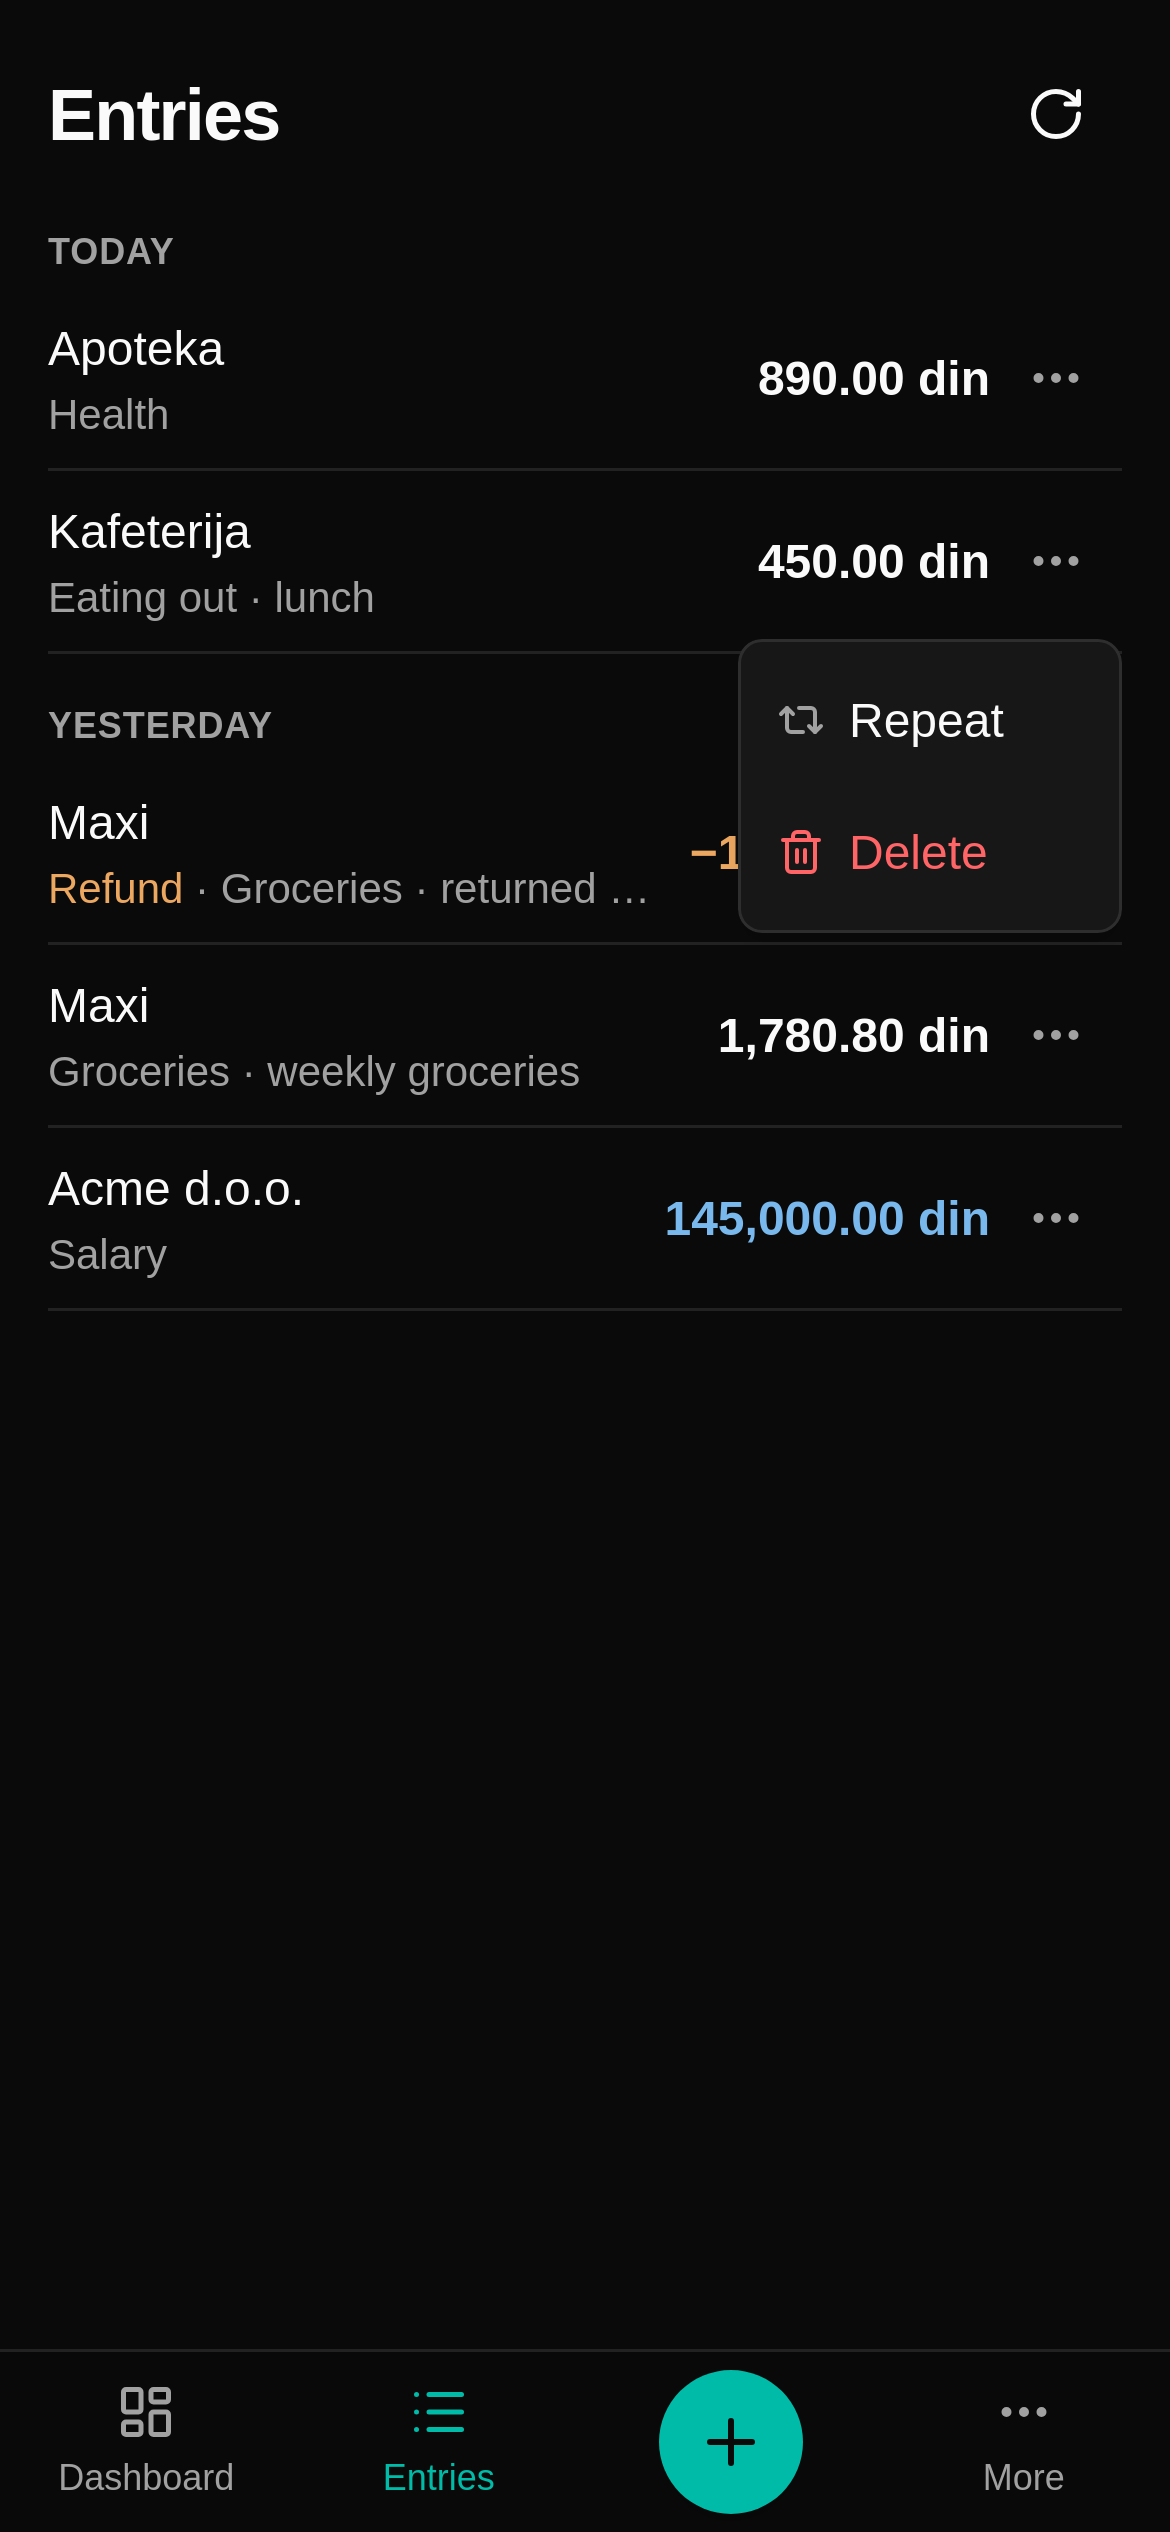 Entries
TODAY
Apoteka
890.00 din
Health
Kafeterija
450.00 din
Eating out · lunch
YESTERDAY
Repeat
Maxi
−1
Delete
Refund · Groceries · returned …
Maxi
1,780.80 din
Groceries · weekly groceries
Acme d.o.o.
145,000.00 din
Salary
Dashboard
Entries
More